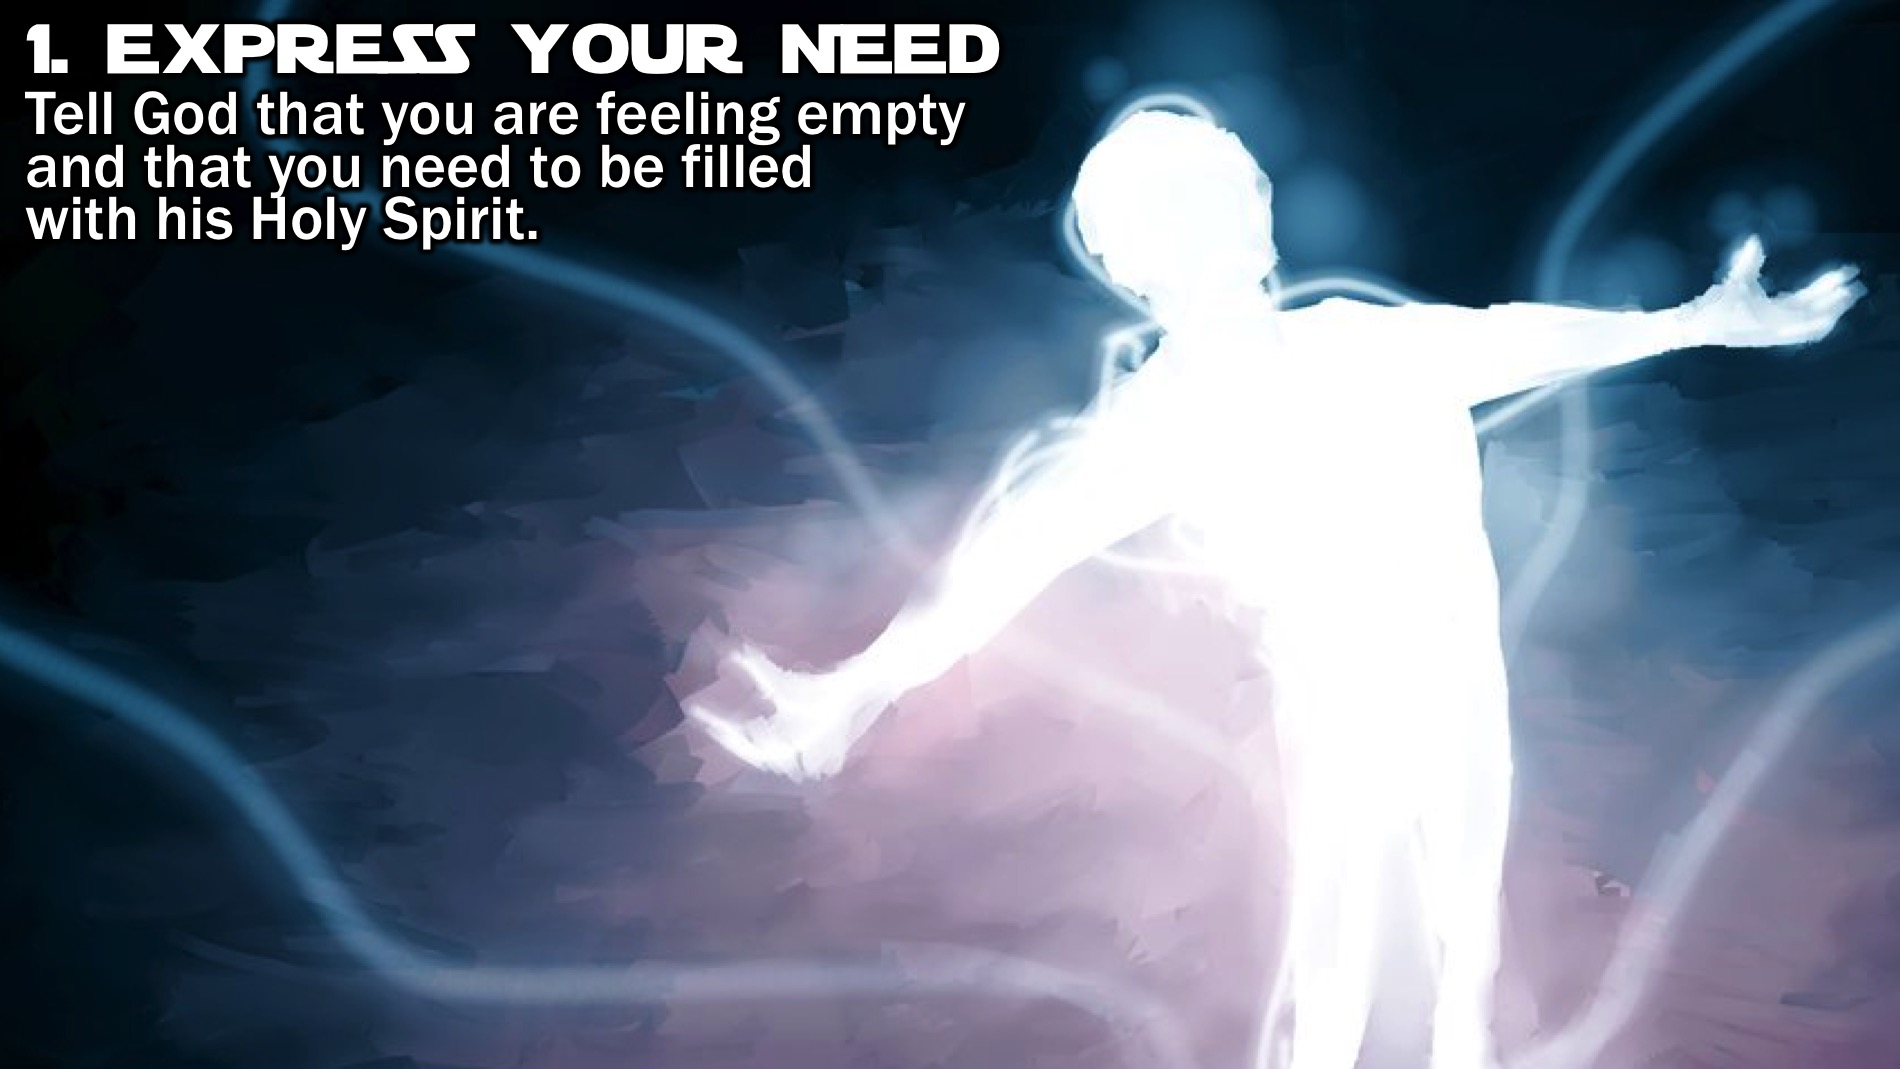 1. EXPRESS YOUR NEED
Tell God that you are feeling empty
and that you need to be filled
with his Holy Spirit.